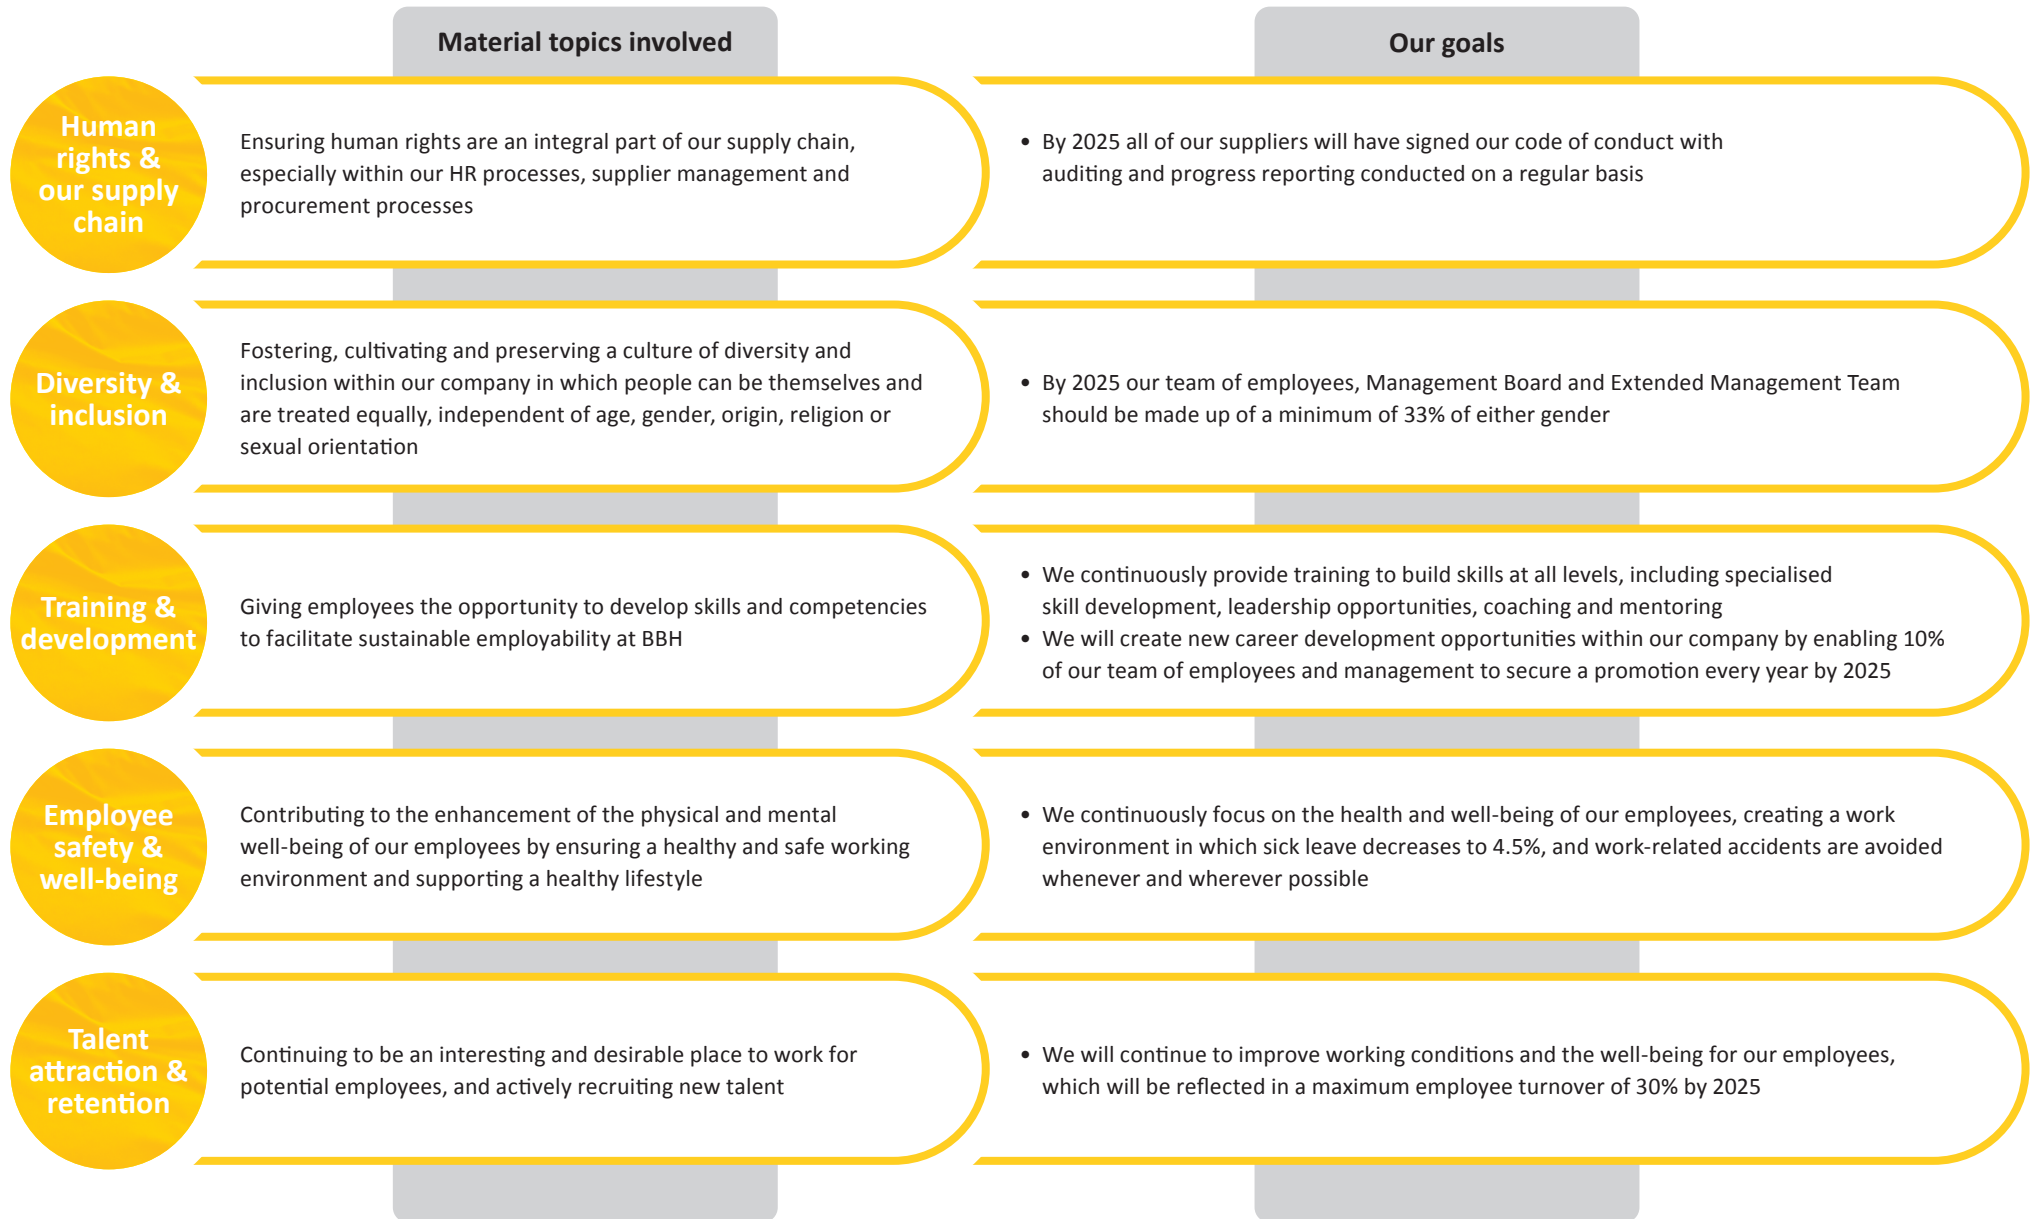 Material topics involved
Our goals
Human
rights &
our supply
chain
Ensuring human rights are an integral part of our supply chain,
especially within our HR processes, supplier management and
procurement processes
• By 2025 all of our suppliers will have signed our code of conduct with
auditing and progress reporting conducted on a regular basis
Diversity &
inclusion
Fostering, cultivating and preserving a culture of diversity and
inclusion within our company in which people can be themselves and
are treated equally, independent of age, gender, origin, religion or
sexual orientation
• By 2025 our team of employees, Management Board and Extended Management Team
should be made up of a minimum of 33% of either gender
Training &
development
Giving employees the opportunity to develop skills and competencies
to facilitate sustainable employability at BBH
• We continuously provide training to build skills at all levels, including specialised
skill development, leadership opportunities, coaching and mentoring
• We will create new career development opportunities within our company by enabling 10%
of our team of employees and management to secure a promotion every year by 2025
Employee
safety &
well-being
Contributing to the enhancement of the physical and mental
well-being of our employees by ensuring a healthy and safe working
environment and supporting a healthy lifestyle
• We continuously focus on the health and well-being of our employees, creating a work
environment in which sick leave decreases to 4.5%, and work-related accidents are avoided
whenever and wherever possible
Talent
attraction &
retention
Continuing to be an interesting and desirable place to work for
potential employees, and actively recruiting new talent
• We will continue to improve working conditions and the well-being for our employees,
which will be reflected in a maximum employee turnover of 30% by 2025